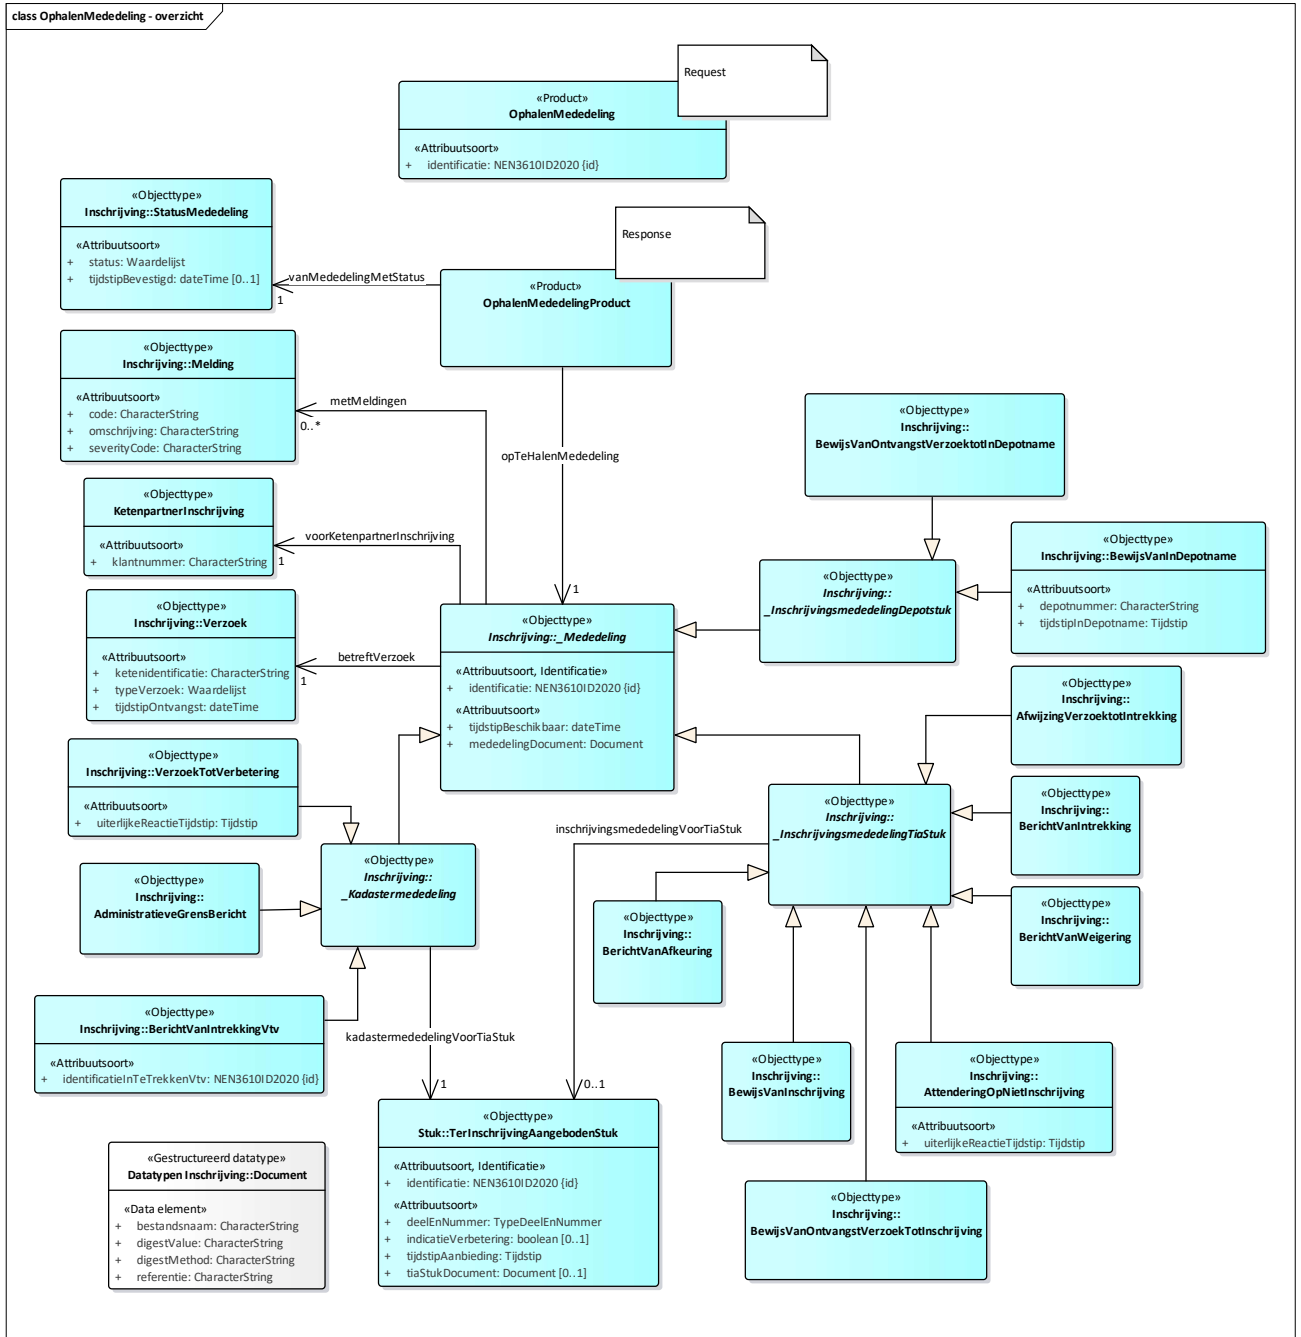 class OphalenMededeling - overzicht
Request
«Product»
OphalenMededeling
«Attribuutsoort»
+ identificatie: NEN3610ID2020 {id}
«Objecttype»
Inschrijving::StatusMededeling
«Attribuutsoort»
+ status: Waardelijst
+ tijdstipBevestigd: dateTime [0..1]
Response
vanMededelingMetStatus
1
«Product»
OphalenMededelingProduct
«Objecttype»
Inschrijving::Melding
«Attribuutsoort»
+ code: CharacterString
+ omschrijving: CharacterString
+ severityCode: CharacterString
metMeldingen
0..*
opTeHalenMededeling
1
«Objecttype»
Inschrijving::
BewijsVanOntvangstVerzoektotInDepotname
«Objecttype»
KetenpartnerInschrijving
«Attribuutsoort»
+ klantnummer: CharacterString
voorKetenpartnerInschrijving
1
«Objecttype»
Inschrijving::BewijsVanInDepotname
«Attribuutsoort»
+ depotnummer: CharacterString
+ tijdstipInDepotname: Tijdstip
«Objecttype»
Inschrijving::
_InschrijvingsmededelingDepotstuk
«Objecttype»
Inschrijving::Verzoek
«Attribuutsoort»
+ ketenidentificatie: CharacterString
+ typeVerzoek: Waardelijst
+ tijdstipOntvangst: dateTime
betreftVerzoek
1
«Objecttype»
Inschrijving::_Mededeling
«Attribuutsoort, Identificatie»
+ identificatie: NEN3610ID2020 {id}
«Attribuutsoort»
+ tijdstipBeschikbaar: dateTime
+ mededelingDocument: Document
«Objecttype»
Inschrijving::
AfwijzingVerzoektotIntrekking
«Objecttype»
Inschrijving::VerzoekTotVerbetering
«Attribuutsoort»
+ uiterlijkeReactieTijdstip: Tijdstip
«Objecttype»
Inschrijving::
_InschrijvingsmededelingTiaStuk
«Objecttype»
Inschrijving::
BerichtVanIntrekking
inschrijvingsmededelingVoorTiaStuk
0..1
«Objecttype»
Inschrijving::
_Kadastermededeling
«Objecttype»
Inschrijving::
AdministratieveGrensBericht
«Objecttype»
Inschrijving::
BerichtVanAfkeuring
«Objecttype»
Inschrijving::
BerichtVanWeigering
«Objecttype»
Inschrijving::BerichtVanIntrekkingVtv
«Attribuutsoort»
+ identificatieInTeTrekkenVtv: NEN3610ID2020 {id}
kadastermededelingVoorTiaStuk
1
«Objecttype»
Inschrijving::
BewijsVanInschrijving
«Objecttype»
Inschrijving::
AttenderingOpNietInschrijving
«Attribuutsoort»
+ uiterlijkeReactieTijdstip: Tijdstip
«Objecttype»
Stuk::TerInschrijvingAangebodenStuk
«Attribuutsoort, Identificatie»
+ identificatie: NEN3610ID2020 {id}
«Attribuutsoort»
+ deelEnNummer: TypeDeelEnNummer
+ indicatieVerbetering: boolean [0..1]
+ tijdstipAanbieding: Tijdstip
+ tiaStukDocument: Document [0..1]
«Gestructureerd datatype»
Datatypen Inschrijving::Document
«Data element»
+ bestandsnaam: CharacterString
+ digestValue: CharacterString
+ digestMethod: CharacterString
+ referentie: CharacterString
«Objecttype»
Inschrijving::
BewijsVanOntvangstVerzoekTotInschrijving